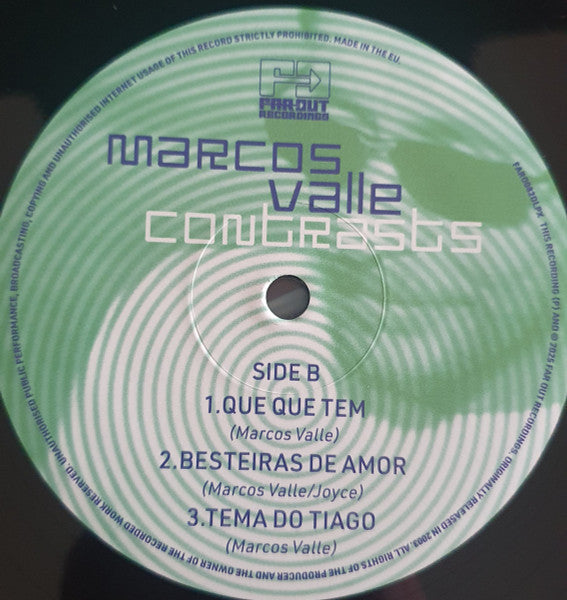 UNAUTHORISED PUBLIC PERFORMANCE, BROADCASTING, COPYING AND UNAUTHORISED INTERNET USAGE OF THIS RECORD STRICTLY PROHIBITED. MADE IN THE EU.
FAR OUT
RECORDINGS
MARCOS
VALLE
CONTRASTS
SIDE B
1.QUE QUE TEM
(Marcos Valle)
2.BESTEIRAS DE AMOR
(Marcos Valle/Joyce)
3.TEMA DO TIAGO
(Marcos Valle)
THIS RECORDING (P) AND © 2025 FAR OUT RECORDINGS. ORIGINALLY RELEASED IN 2003. ALL RIGHTS OF THE PRODUCER AND THE OWNER OF THE RECORDED WORK RESERVED.